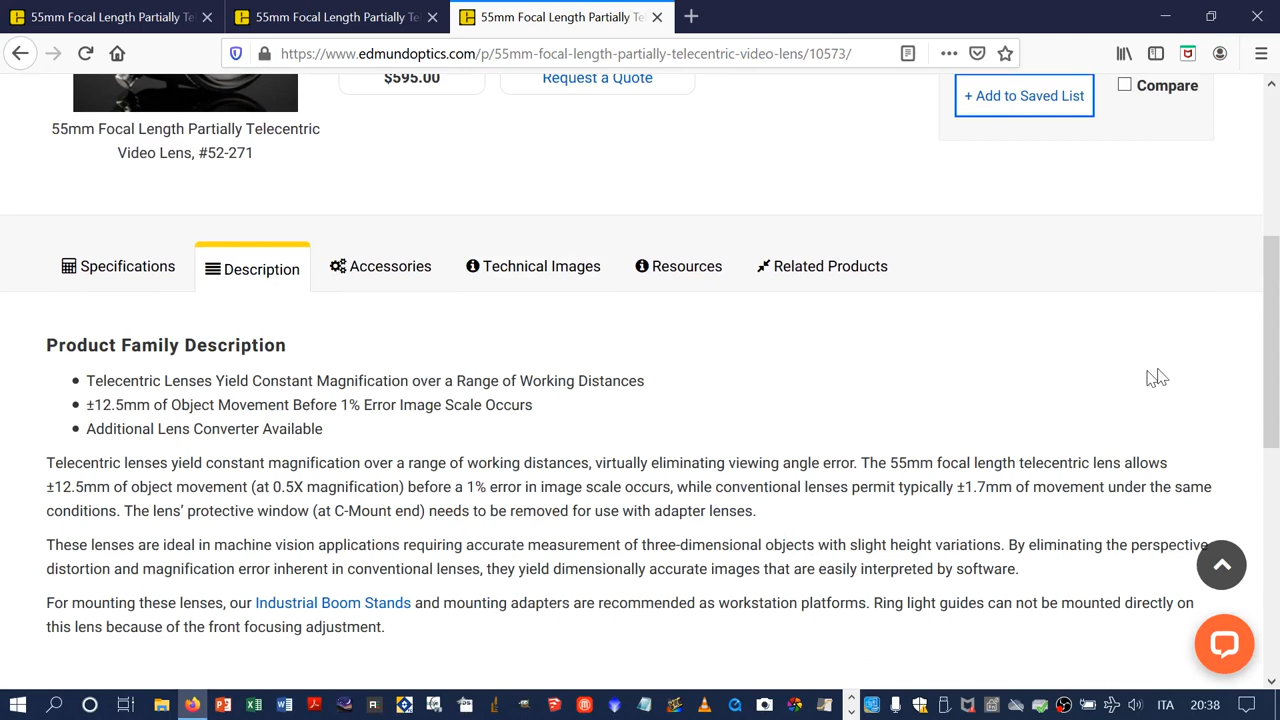 55mm Focal Length Partially Te
55mm Focal Length Partially Te
55mm Focal Length Partially Te
https://www.edmundoptics.com/p/55mm-focal-length-partially-telecentric-video-lens/10573/
$595.00
Request a Quote
+ Add to Saved List
Compare
55mm Focal Length Partially Telecentric
Video Lens, #52-271
Specifications
Description
Accessories
Technical Images
Resources
Related Products
Product Family Description
• Telecentric Lenses Yield Constant Magnification over a Range of Working Distances
• ±12.5mm of Object Movement Before 1% Error Image Scale Occurs
• Additional Lens Converter Available
Telecentric lenses yield constant magnification over a range of working distances, virtually eliminating viewing angle error. The 55mm focal length telecentric lens allows
±12.5mm of object movement (at 0.5X magnification) before a 1% error in image scale occurs, while conventional lenses permit typically ±1.7mm of movement under the same
conditions. The lens’ protective window (at C-Mount end) needs to be removed for use with adapter lenses.
These lenses are ideal in machine vision applications requiring accurate measurement of three-dimensional objects with slight height variations. By eliminating the perspective
distortion and magnification error inherent in conventional lenses, they yield dimensionally accurate images that are easily interpreted by software.
For mounting these lenses, our Industrial Boom Stands and mounting adapters are recommended as workstation platforms. Ring light guides can not be mounted directly on
this lens because of the front focusing adjustment.
ITA
20:38